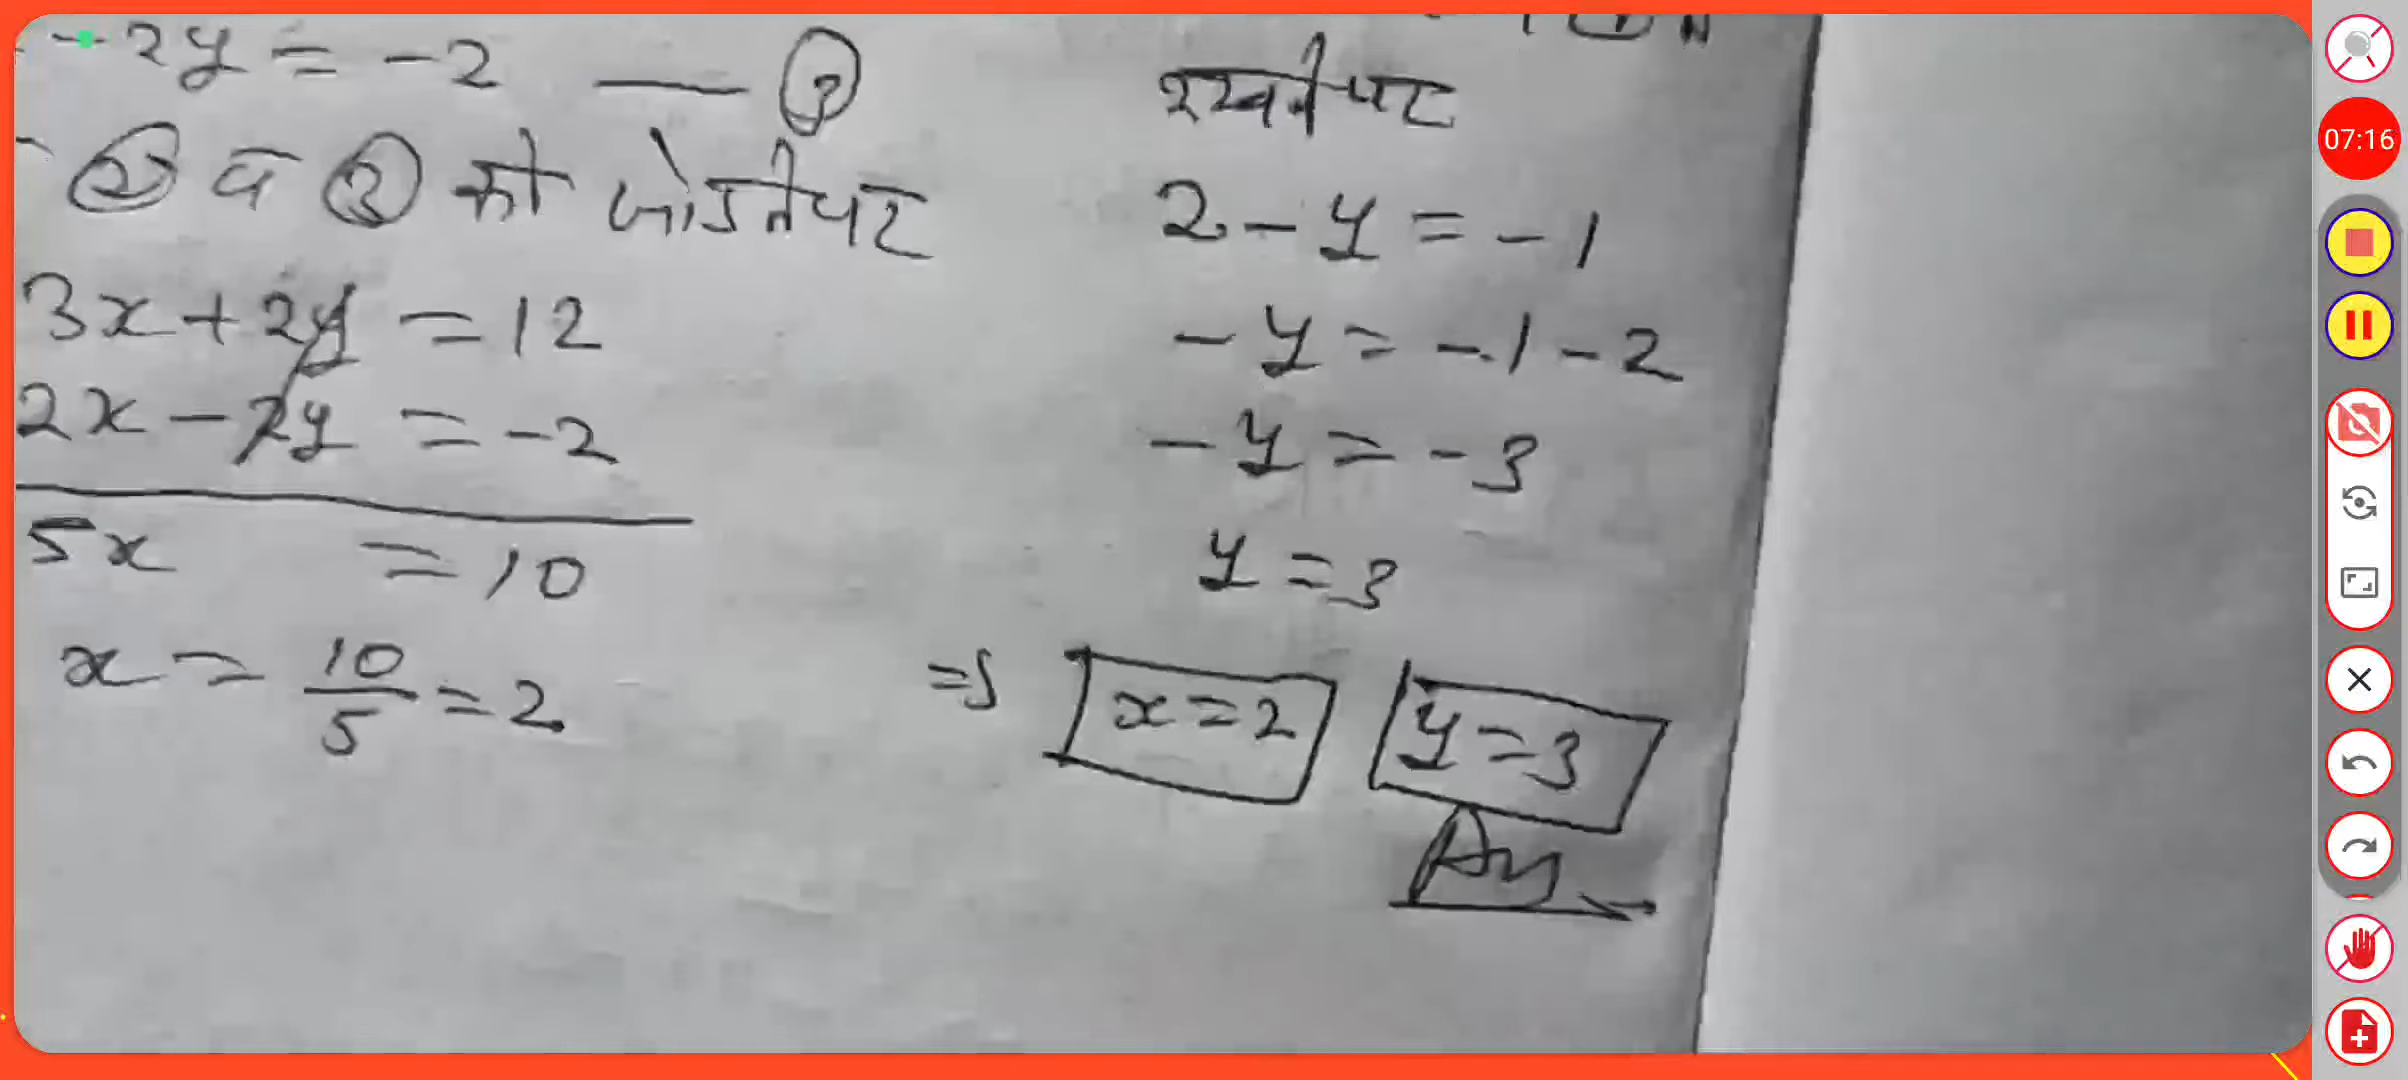 - 2y = -2 —— ③
② व ③ को जोड़ने पर
3x + 2y = 12
2x - 2y = -2
5x = 10
x = 10/5 = 2
रखने पर
2 - y = -1
- y = -1 - 2
- y = -3
y = 3
⇒ x = 2 y = 3
Ans
07:16